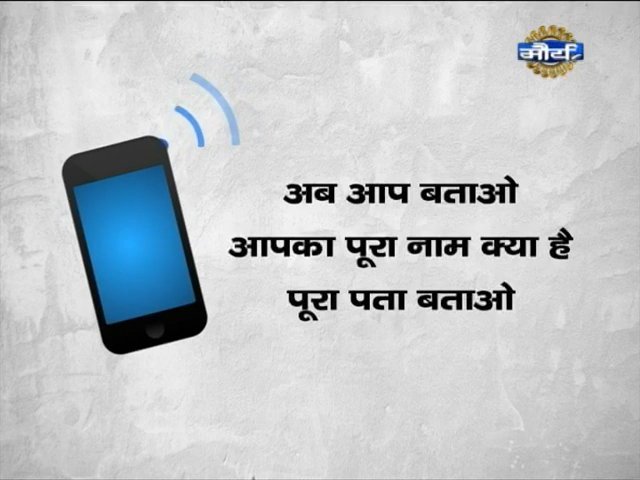 मौर्य
अब आप बताओ
आपका पूरा नाम क्या है
पूरा पता बताओ